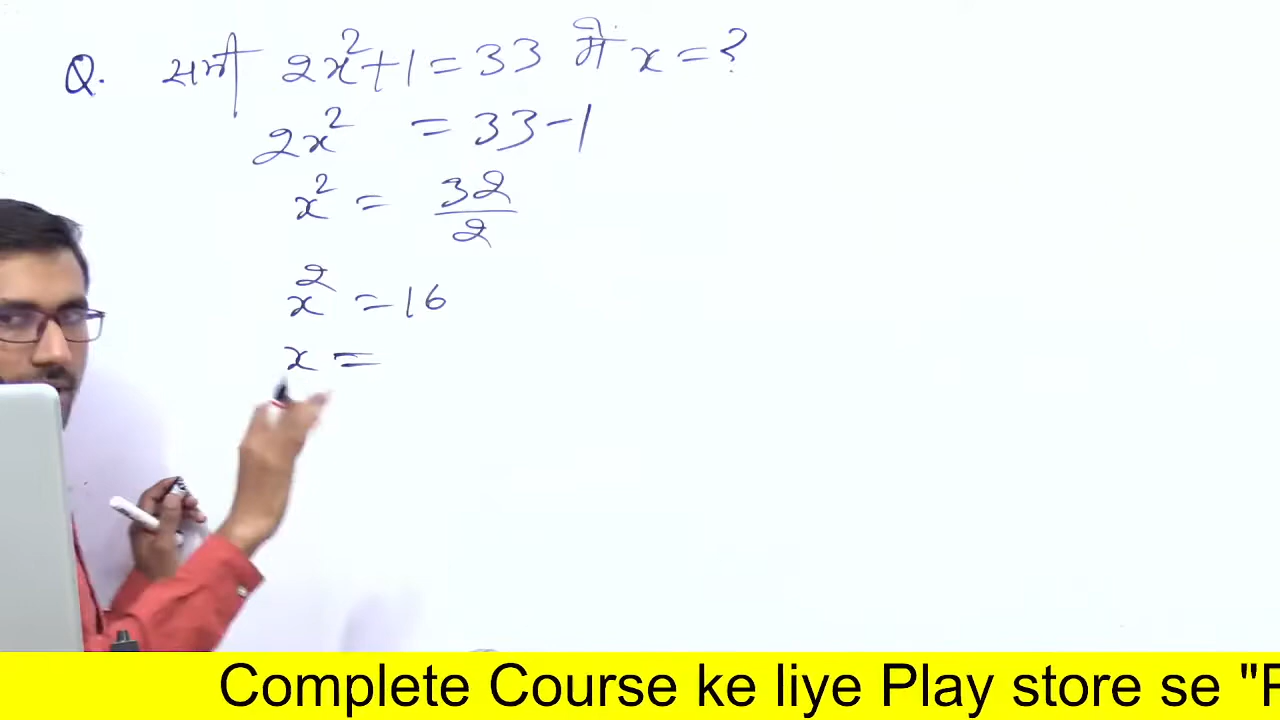 Q. समी 2x²+1=33 में x=?
2x² = 33-1
x² = 32/2
x² = 16
x =
Complete Course ke liye Play store se "P